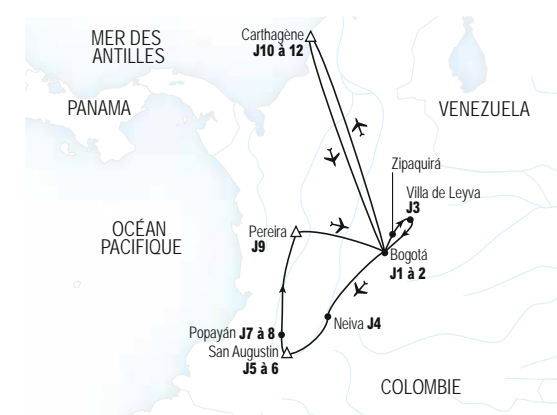 Carthagène
J10 à 12
MER DES
ANTILLES
PANAMA
VENEZUELA
Zipaquirá
Villa de Leyva
J3
OCÉAN
PACIFIQUE
Pereira
J9
Bogotá
J1 à 2
Neiva J4
Popayán J7 à 8
San Augustin
J5 à 6
COLOMBIE